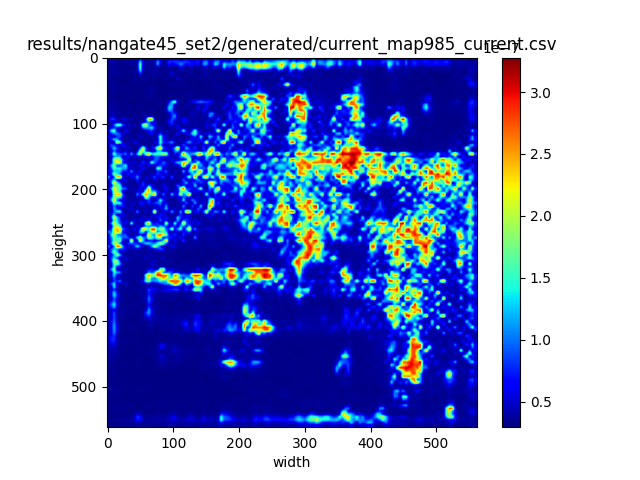 results/nangate45_set2/generated/current_map985_current.csv
1e−7
0
100
200
300
400
500
height
0 100 200 300 400 500
width
3.0
2.5
2.0
1.5
1.0
0.5